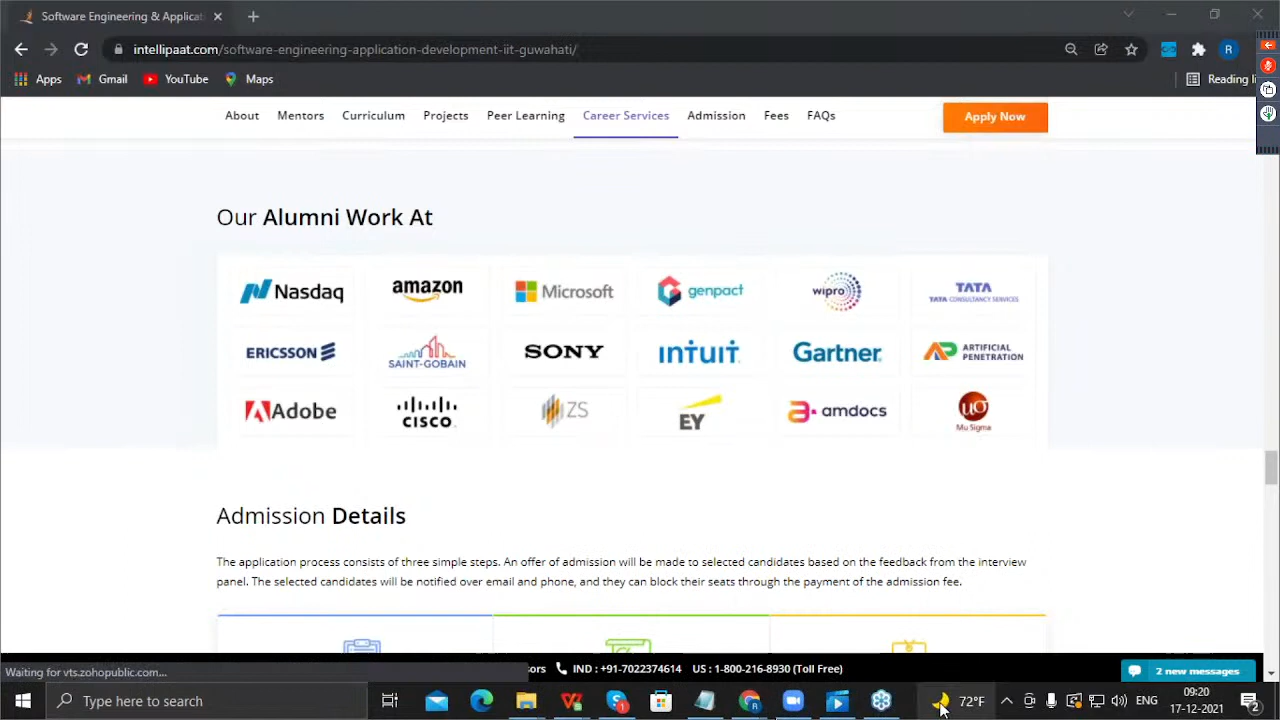 Software Engineering & Applicat
intellipaat.com/software-engineering-application-development-iit-guwahati/
R
Apps Gmail YouTube Maps Reading li
About Mentors Curriculum Projects Peer Learning Career Services Admission Fees FAQs Apply Now
Our Alumni Work At
Nasdaq amazon Microsoft genpact wipro TATA
TATA CONSULTANCY SERVICES
ERICSSON SAINT-GOBAIN SONY intuit. Gartner. ARTIFICIAL
PENETRATION
Adobe CISCO. ZS EY amdocs Mu Sigma
Admission Details
The application process consists of three simple steps. An offer of admission will be made to selected candidates based on the feedback from the interview
panel. The selected candidates will be notified over email and phone, and they can block their seats through the payment of the admission fee.
Waiting for vts.zohopublic.com...
sors IND : +91-7022374614 US : 1-800-216-8930 (Toll Free) 2 new messages
Type here to search
72°F ENG 09:20
17-12-2021
2